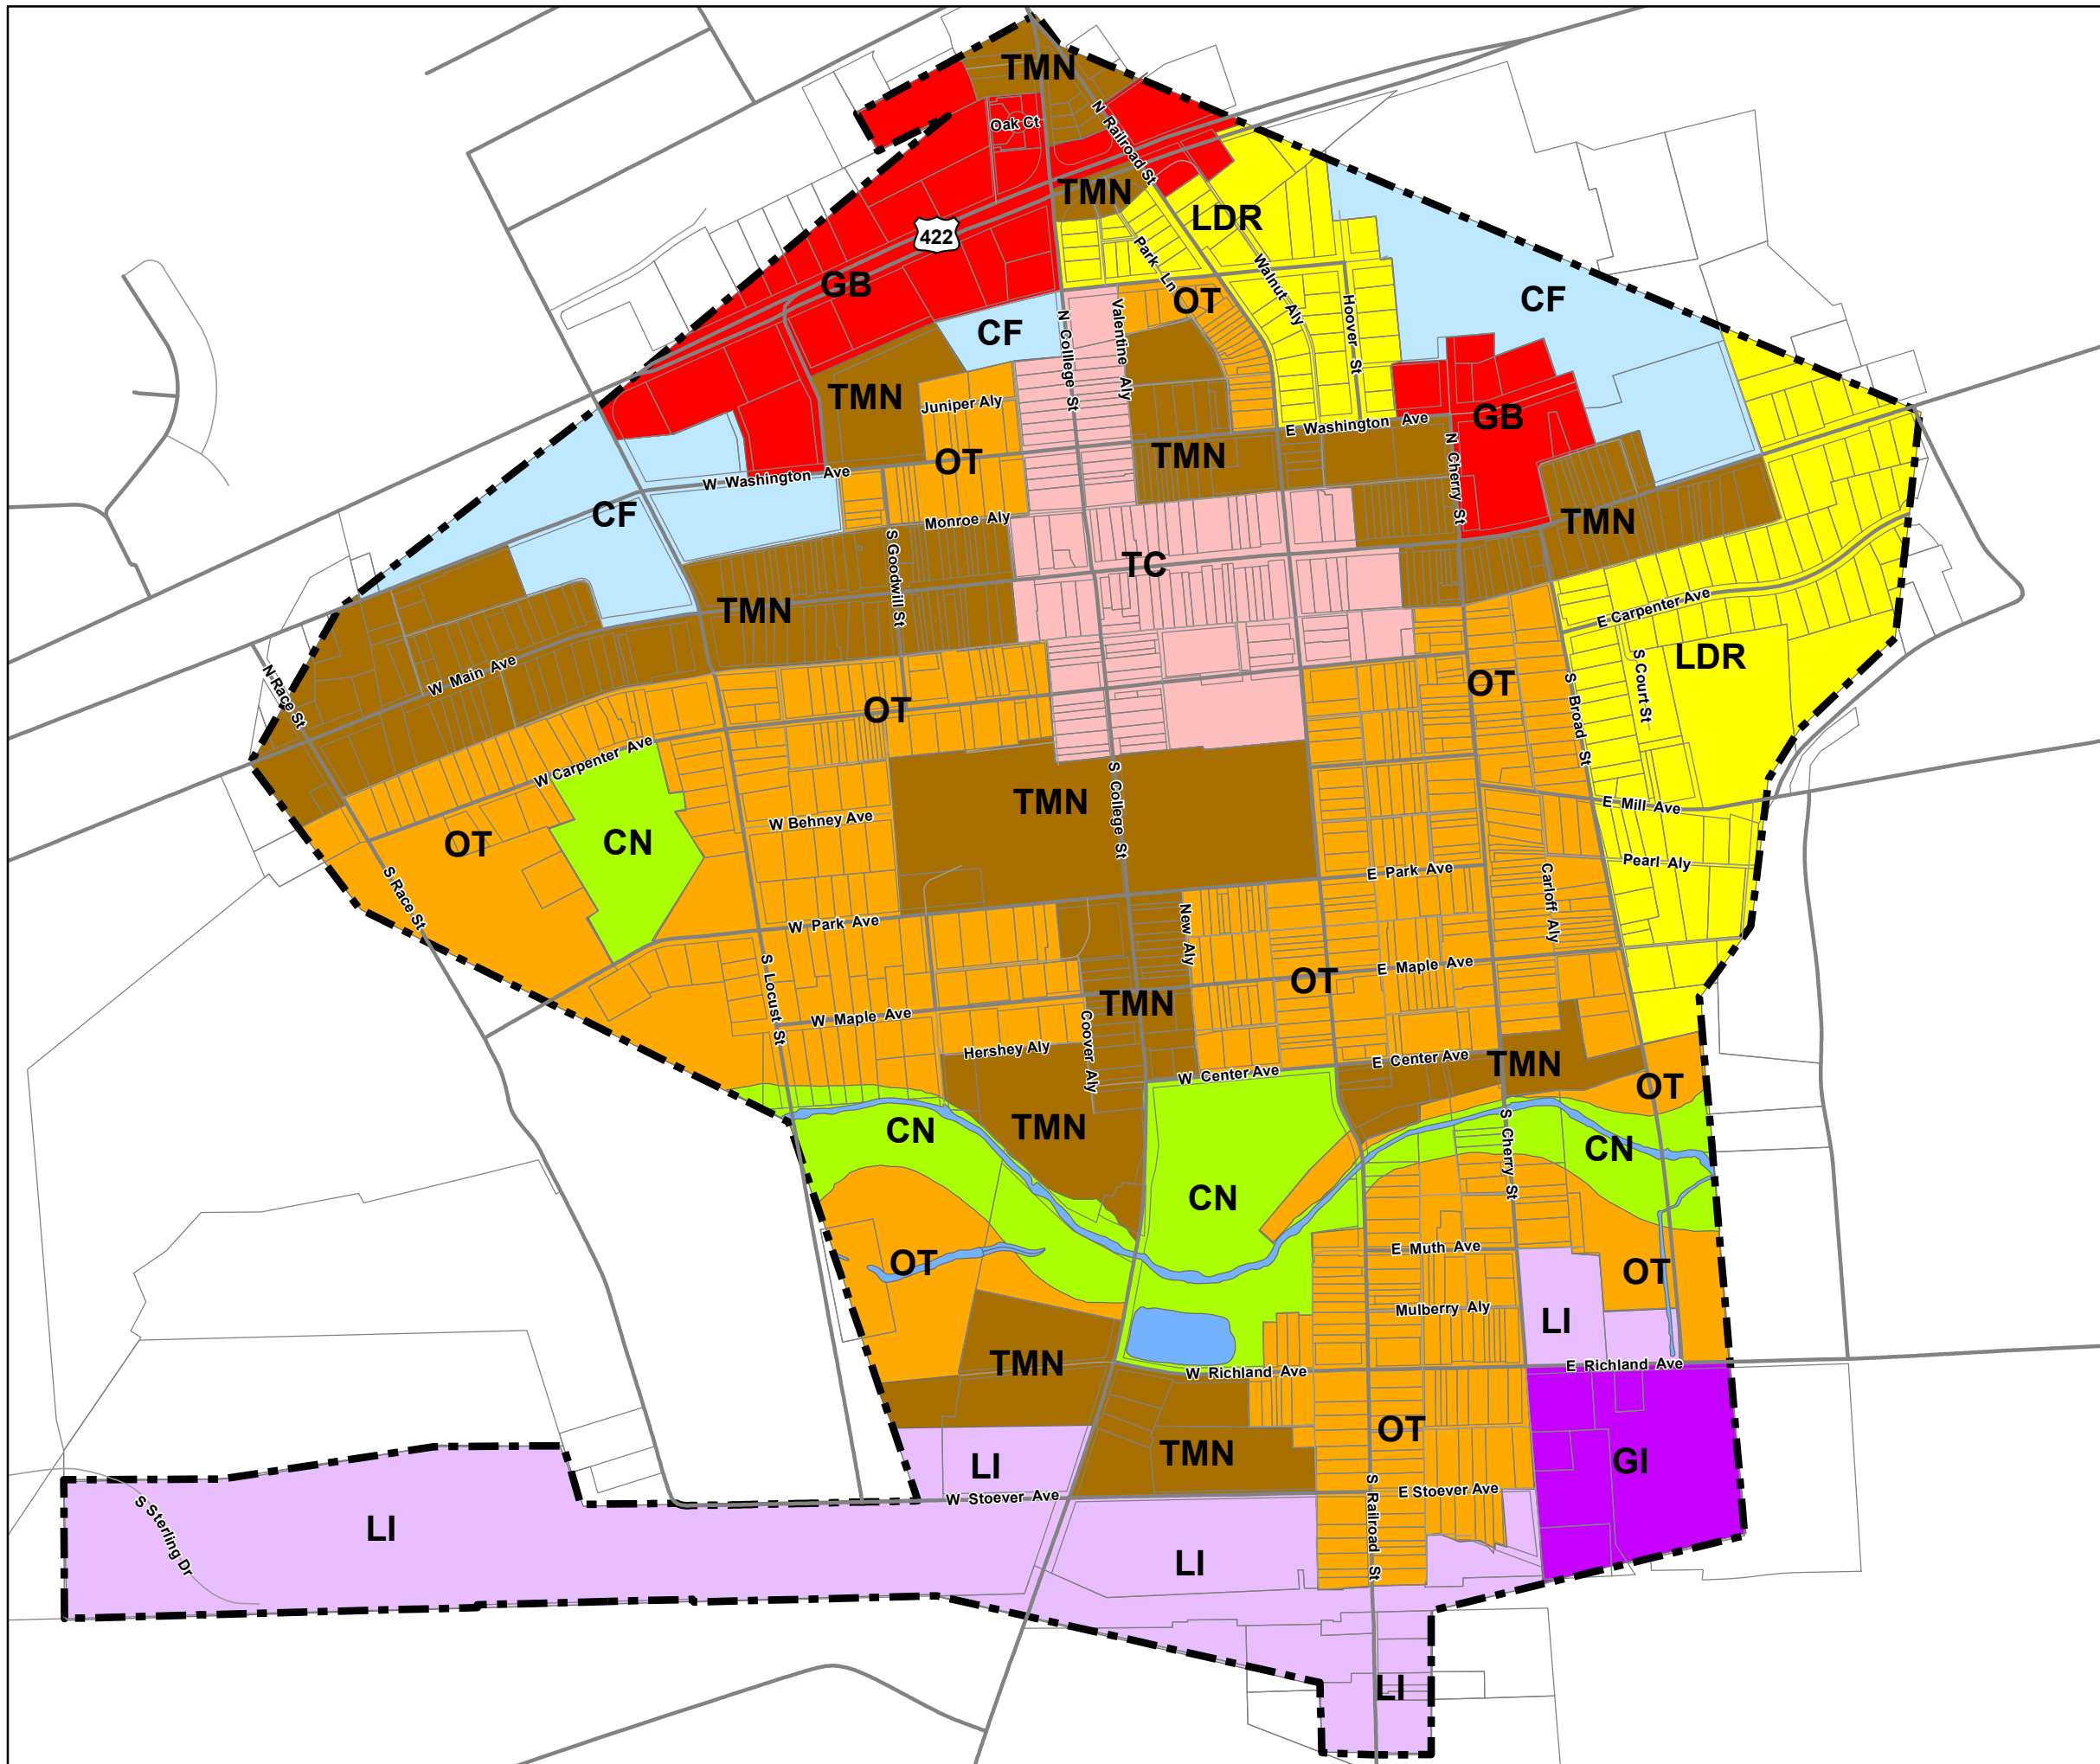 TMN
Oak Ct
N Railroad St
TMN
LDR
422
Park Ln
Walnut Aly
GB
OT
CF
CF
N College St
Valentine Aly
Hoover St
TMN
Juniper Aly
GB
E Washington Ave
OT
TMN
N Cherry St
W Washington Ave
CF
Monroe Aly
TMN
S Goodwill St
TC
TMN
E Carpenter Ave
W Main Ave
N Race St
S Court St
LDR
OT
OT
S Broad St
W Carpenter Ave
TMN
S College St
E Mill Ave
W Behney Ave
OT
CN
Pearl Aly
E Park Ave
Carloff Aly
S Race St
W Park Ave
New Aly
E Maple Ave
OT
S Locust St
TMN
W Maple Ave
Hershey Aly
Coover Aly
E Center Ave
TMN
W Center Ave
OT
CN
TMN
S Cherry St
CN
CN
E Muth Ave
OT
OT
Mulberry Aly
LI
TMN
E Richland Ave
W Richland Ave
OT
TMN
GI
LI
E Stoever Ave
W Stoever Ave
S Railroad St
S Sterling Dr
LI
LI
LI